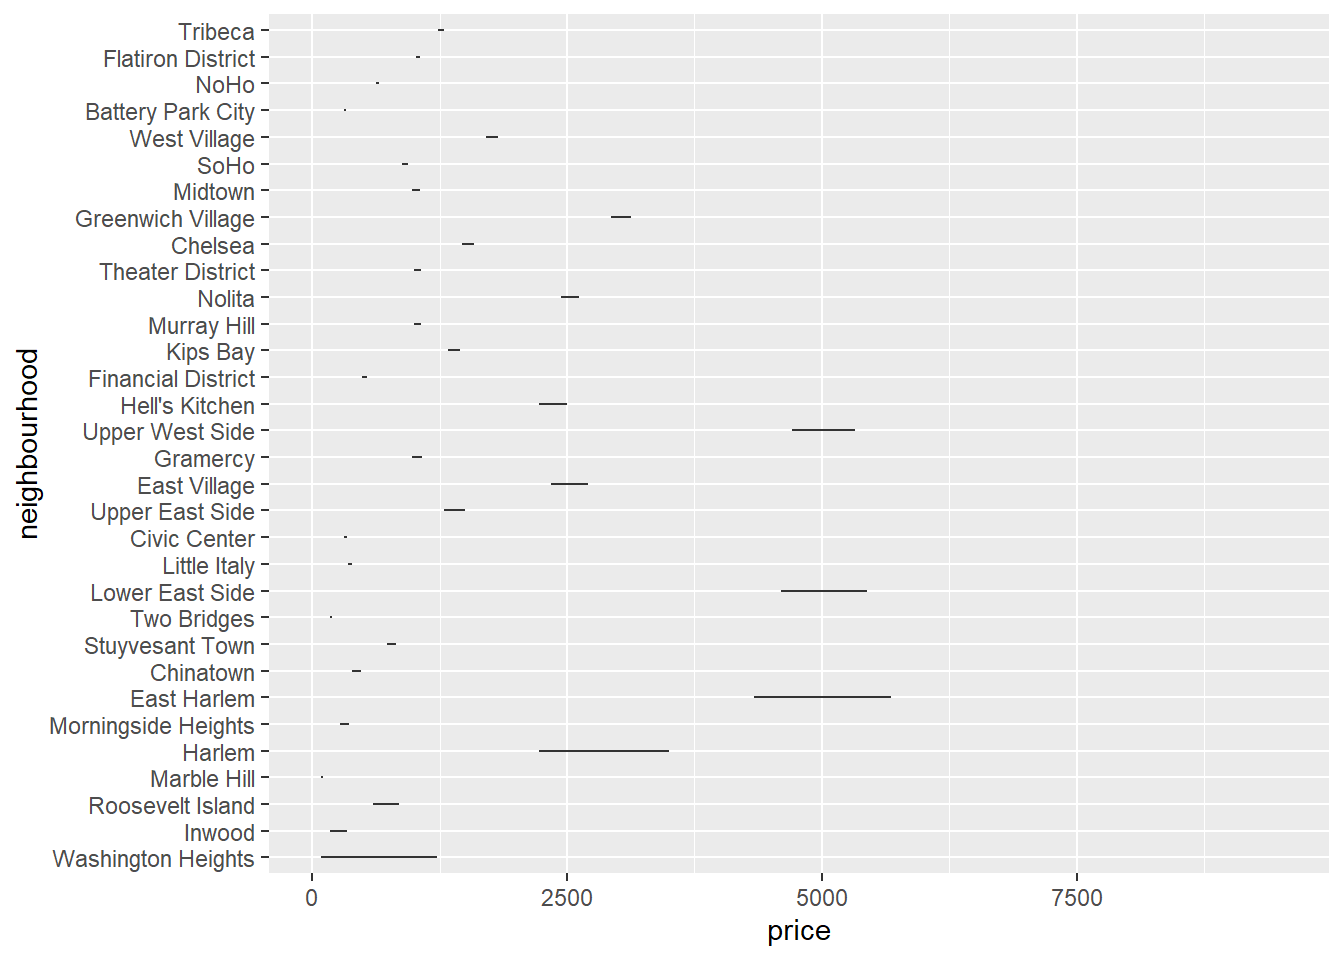 Tribeca
Flatiron District
NoHo
Battery Park City
West Village
SoHo
Midtown
Greenwich Village
Chelsea
Theater District
Nolita
Murray Hill
Kips Bay
Financial District
Hell's Kitchen
Upper West Side
Gramercy
East Village
Upper East Side
Civic Center
Little Italy
Lower East Side
Two Bridges
Stuyvesant Town
Chinatown
East Harlem
Morningside Heights
Harlem
Marble Hill
Roosevelt Island
Inwood
Washington Heights
neighbourhood
0 2500 5000 7500
price